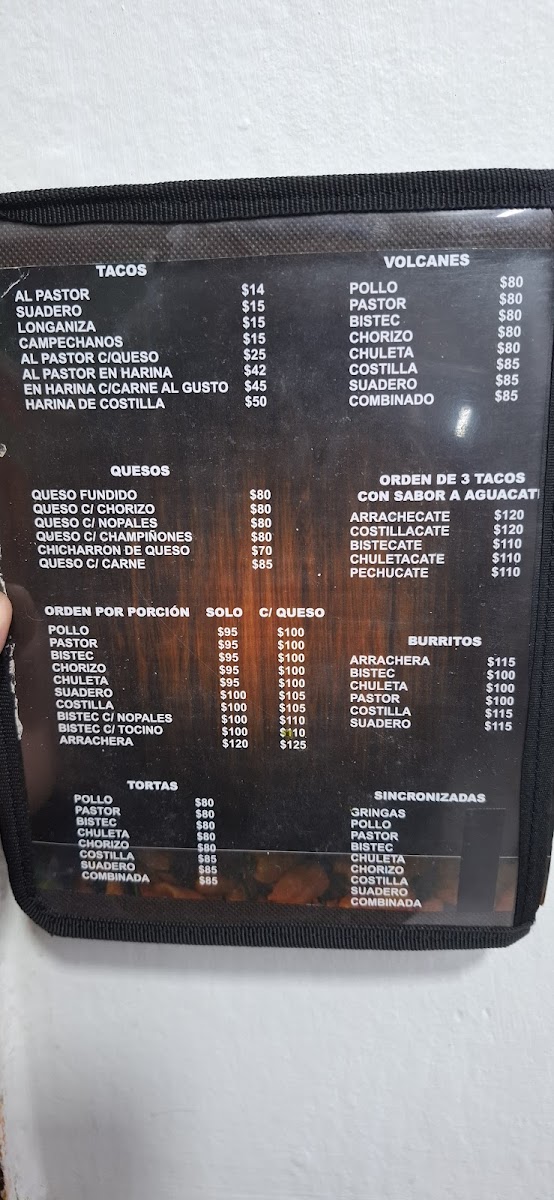 TACOS
AL PASTOR $14
SUADERO $15
LONGANIZA $15
CAMPECHANOS $15
AL PASTOR C/QUESO $25
AL PASTOR EN HARINA $42
EN HARINA C/CARNE AL GUSTO $45
HARINA DE COSTILLA $50
VOLCANES
POLLO $80
PASTOR $80
BISTEC $80
CHORIZO $80
CHULETA $80
COSTILLA $85
SUADERO $85
COMBINADO $85
QUESOS
QUESO FUNDIDO $80
QUESO C/ CHORIZO $80
QUESO C/ NOPALES $80
QUESO C/ CHAMPIÑONES $80
CHICHARRON DE QUESO $70
QUESO C/ CARNE $85
ORDEN DE 3 TACOS
CON SABOR A AGUACAT
ARRACHECATE $120
COSTILLACATE $120
BISTECATE $110
CHULETACATE $110
PECHUCATE $110
ORDEN POR PORCIÓN SOLO C/ QUESO
POLLO $95 $100
PASTOR $95 $100
BISTEC $95 $100
CHORIZO $95 $100
CHULETA $95 $100
SUADERO $100 $105
COSTILLA $100 $105
BISTEC C/ NOPALES $100 $110
BISTEC C/ TOCINO $100 $110
ARRACHERA $120 $125
BURRITOS
ARRACHERA $115
BISTEC $100
CHULETA $100
PASTOR $100
COSTILLA $115
SUADERO $115
TORTAS
POLLO $80
PASTOR $80
BISTEC $80
CHULETA $80
CHORIZO $80
COSTILLA $85
SUADERO $85
COMBINADA $85
SINCRONIZADAS
GRINGAS
POLLO
PASTOR
BISTEC
CHULETA
CHORIZO
COSTILLA
SUADERO
COMBINADA